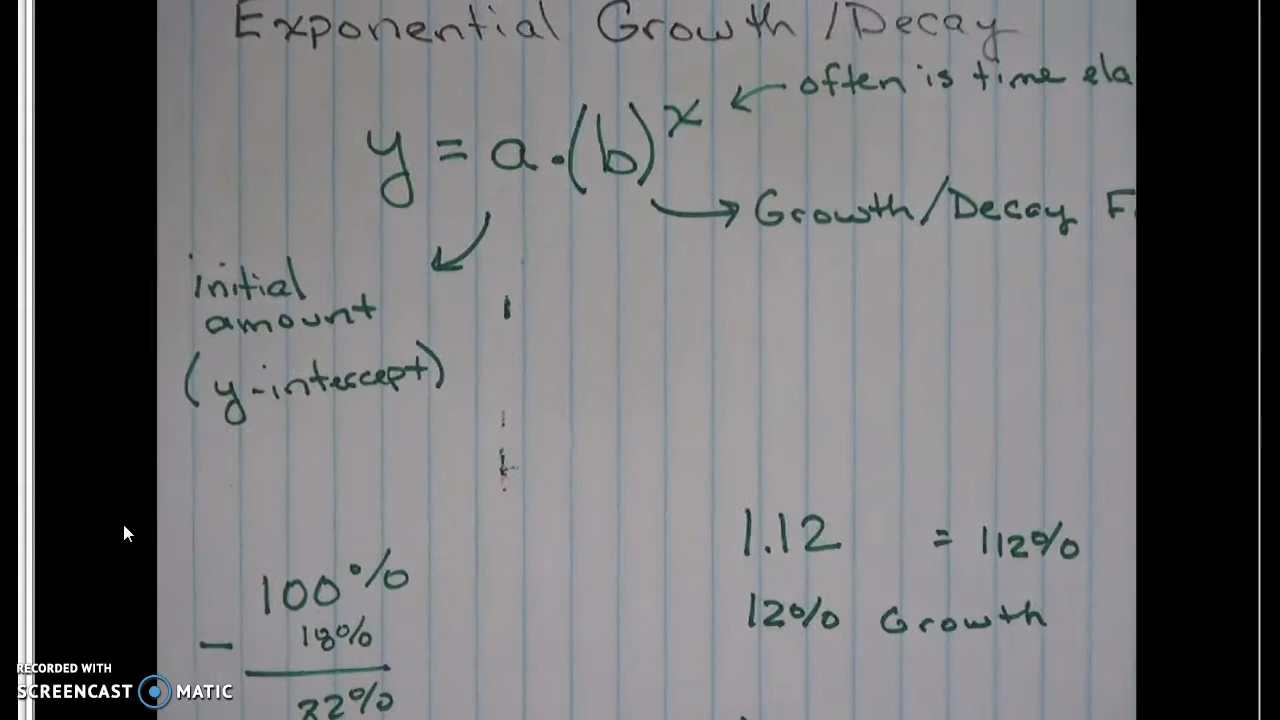 Exponential Growth/Decay
often is time ela
y = a·(b)^x
Growth/Decay F
initial
amount
(y-intercept)
1.12 = 112%
100%
12% Growth
- 18%
RECORDED WITH
SCREENCAST MATIC